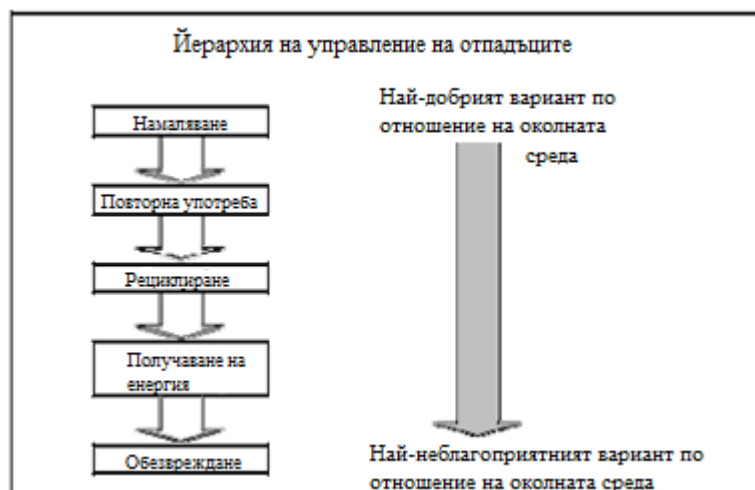 Йерархия на управление на отпадъците
Намаляване
Повторна употреба
Рециклиране
Получаване на
енергия
Обезвреждане
Най-добрият вариант по
отношение на околната
среда
Най-неблагоприятният вариант по
отношение на околната среда